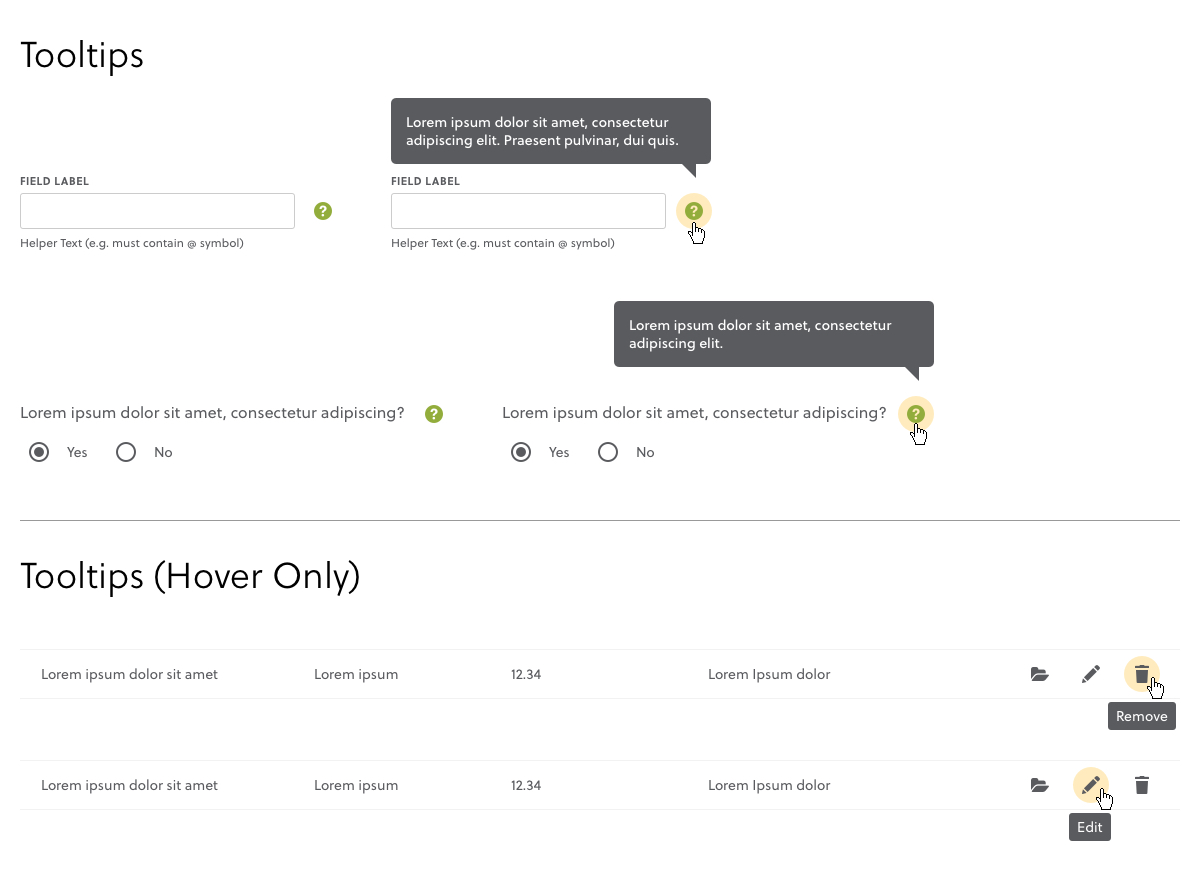 Tooltips
Lorem ipsum dolor sit amet, consectetur
adipiscing elit. Praesent pulvinar, dui quis.
FIELD LABEL
FIELD LABEL
?
?
Helper Text (e.g. must contain @ symbol)
Helper Text (e.g. must contain @ symbol)
Lorem ipsum dolor sit amet, consectetur
adipiscing elit.
Lorem ipsum dolor sit amet, consectetur adipiscing? ?
Lorem ipsum dolor sit amet, consectetur adipiscing? ?
Yes No
Yes No
Tooltips (Hover Only)
Lorem ipsum dolor sit amet Lorem ipsum 12.34 Lorem Ipsum dolor
Remove
Lorem ipsum dolor sit amet Lorem ipsum 12.34 Lorem Ipsum dolor
Edit